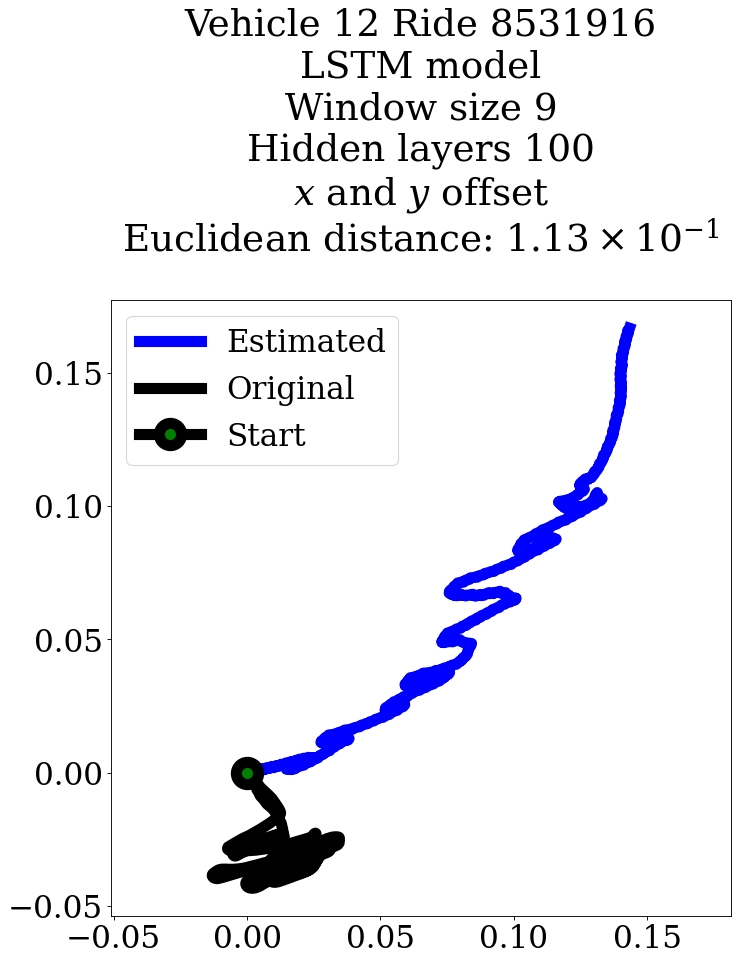 Vehicle 12 Ride 8531916
LSTM model
Window size 9
Hidden layers 100
x and y offset
Euclidean distance: 1.13 × 10⁻¹
Estimated
Original
Start
0.15
0.10
0.05
0.00
−0.05
−0.05 0.00 0.05 0.10 0.15